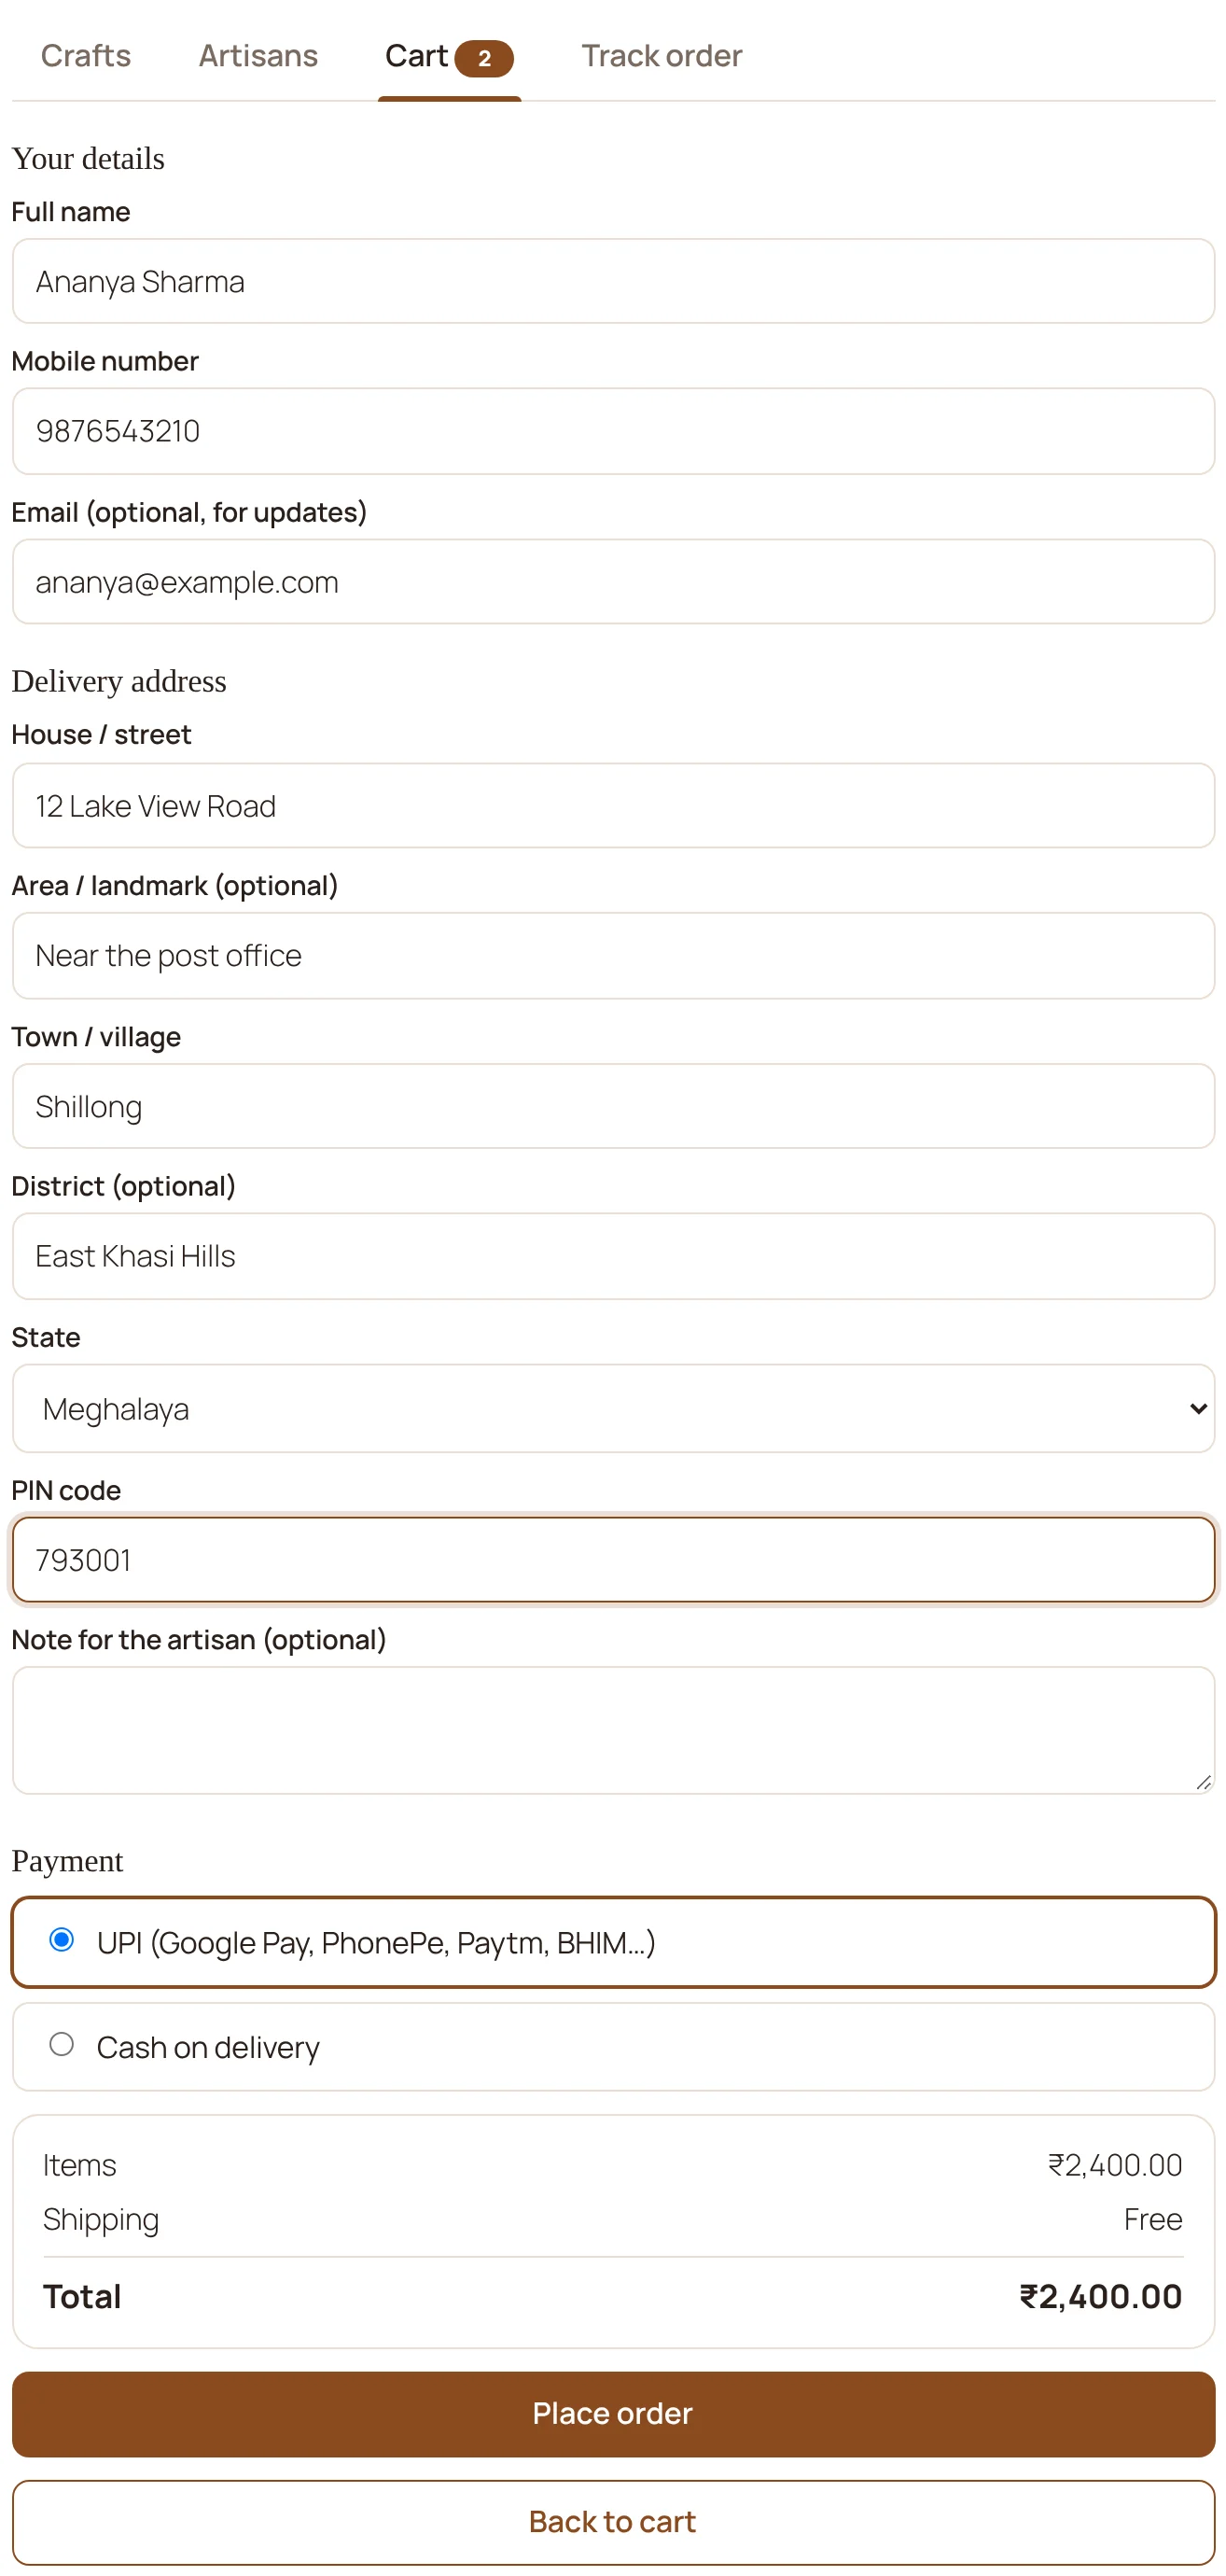 Crafts Artisans Cart 2 Track order
Your details
Full name
Ananya Sharma
Mobile number
9876543210
Email (optional, for updates)
ananya@example.com
Delivery address
House / street
12 Lake View Road
Area / landmark (optional)
Near the post office
Town / village
Shillong
District (optional)
East Khasi Hills
State
Meghalaya
PIN code
793001
Note for the artisan (optional)
Payment
UPI (Google Pay, PhonePe, Paytm, BHIM...)
Cash on delivery
Items ₹2,400.00
Shipping Free
Total ₹2,400.00
Place order
Back to cart